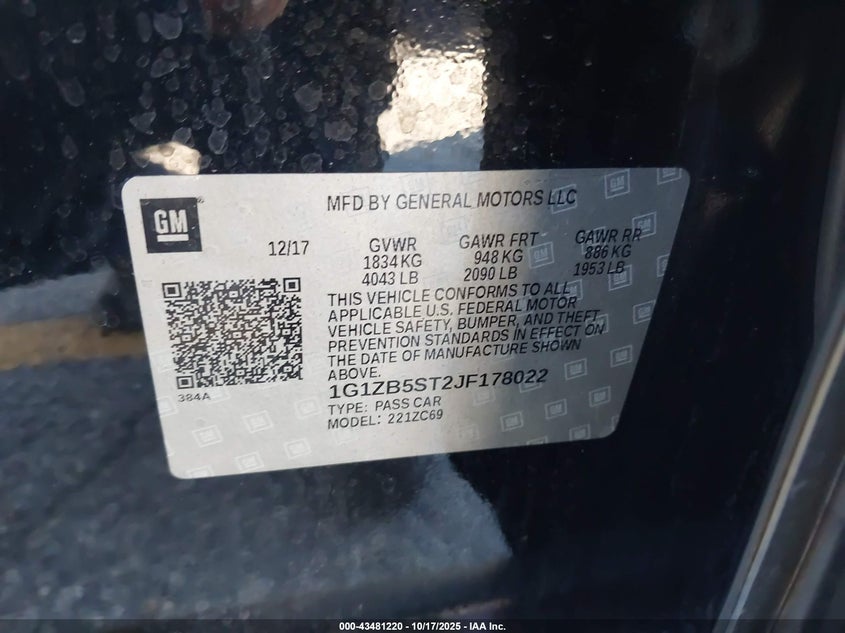 GM
MFD BY GENERAL MOTORS LLC
12/17
GVWR GAWR FRT GAWR RR
1834 KG 948 KG 886 KG
4043 LB 2090 LB 1953 LB
THIS VEHICLE CONFORMS TO ALL
APPLICABLE U.S. FEDERAL MOTOR
VEHICLE SAFETY, BUMPER, AND THEFT
PREVENTION STANDARDS IN EFFECT ON
THE DATE OF MANUFACTURE SHOWN
ABOVE.
384A
1G1ZB5ST2JF178022
TYPE: PASS CAR
MODEL: 221ZC69
000-43481220 | 10/17/2025 - IAA Inc.